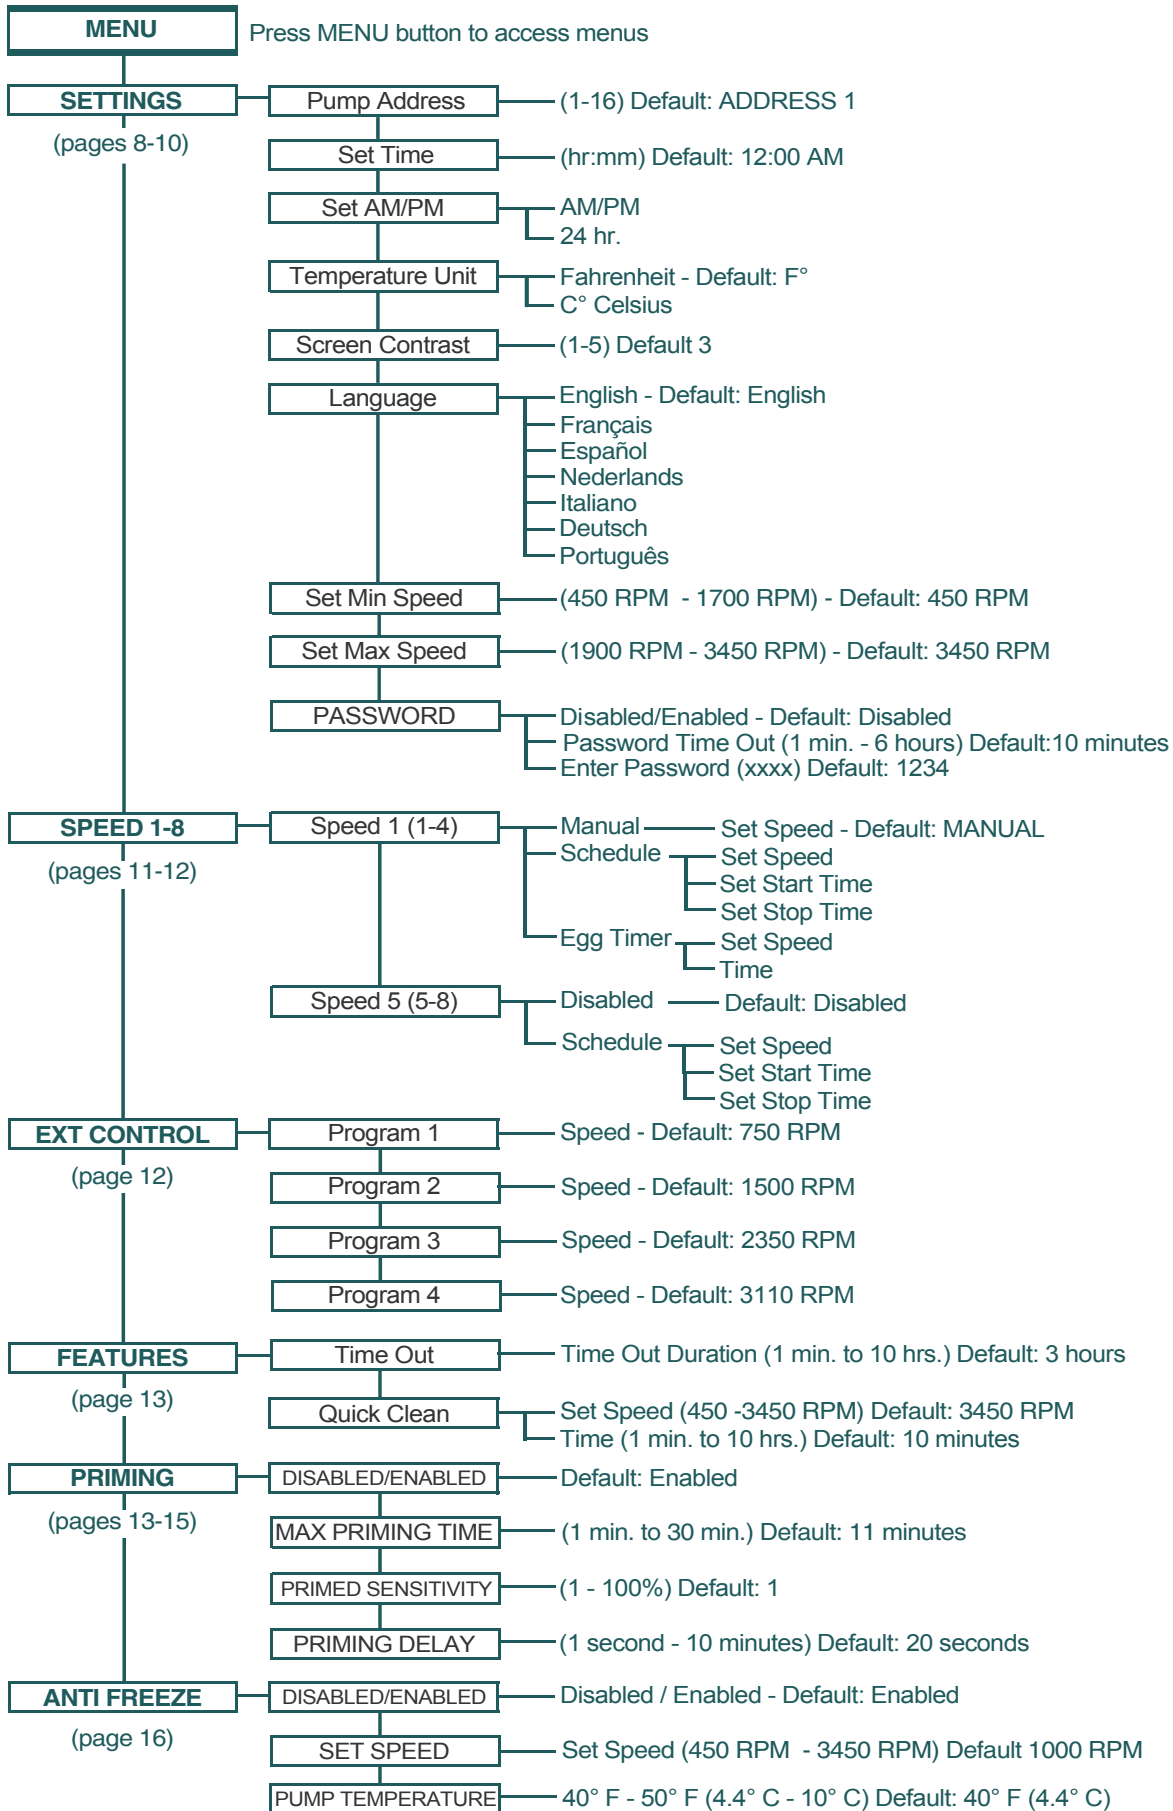 MENU
Press MENU button to access menus
SETTINGS
(pages 8-10)
Pump Address
(1-16) Default: ADDRESS 1
Set Time
(hr:mm) Default: 12:00 AM
Set AM/PM
AM/PM
24 hr.
Temperature Unit
Fahrenheit - Default: F°
C° Celsius
Screen Contrast
(1-5) Default 3
Language
English - Default: English
Français
Español
Nederlands
Italiano
Deutsch
Português
Set Min Speed
(450 RPM - 1700 RPM) - Default: 450 RPM
Set Max Speed
(1900 RPM - 3450 RPM) - Default: 3450 RPM
PASSWORD
Disabled/Enabled - Default: Disabled
Password Time Out (1 min. - 6 hours) Default:10 minutes
Enter Password (xxxx) Default: 1234
SPEED 1-8
(pages 11-12)
Speed 1 (1-4)
Manual
Set Speed - Default: MANUAL
Schedule
Set Speed
Set Start Time
Set Stop Time
Egg Timer
Set Speed
Time
Speed 5 (5-8)
Disabled
Default: Disabled
Schedule
Set Speed
Set Start Time
Set Stop Time
EXT CONTROL
(page 12)
Program 1
Speed - Default: 750 RPM
Program 2
Speed - Default: 1500 RPM
Program 3
Speed - Default: 2350 RPM
Program 4
Speed - Default: 3110 RPM
FEATURES
(page 13)
Time Out
Time Out Duration (1 min. to 10 hrs.) Default: 3 hours
Quick Clean
Set Speed (450 -3450 RPM) Default: 3450 RPM
Time (1 min. to 10 hrs.) Default: 10 minutes
PRIMING
(pages 13-15)
DISABLED/ENABLED
Default: Enabled
MAX PRIMING TIME
(1 min. to 30 min.) Default: 11 minutes
PRIMED SENSITIVITY
(1 - 100%) Default: 1
PRIMING DELAY
(1 second - 10 minutes) Default: 20 seconds
ANTI FREEZE
(page 16)
DISABLED/ENABLED
Disabled / Enabled - Default: Enabled
SET SPEED
Set Speed (450 RPM - 3450 RPM) Default 1000 RPM
PUMP TEMPERATURE
40° F - 50° F (4.4° C - 10° C) Default: 40° F (4.4° C)